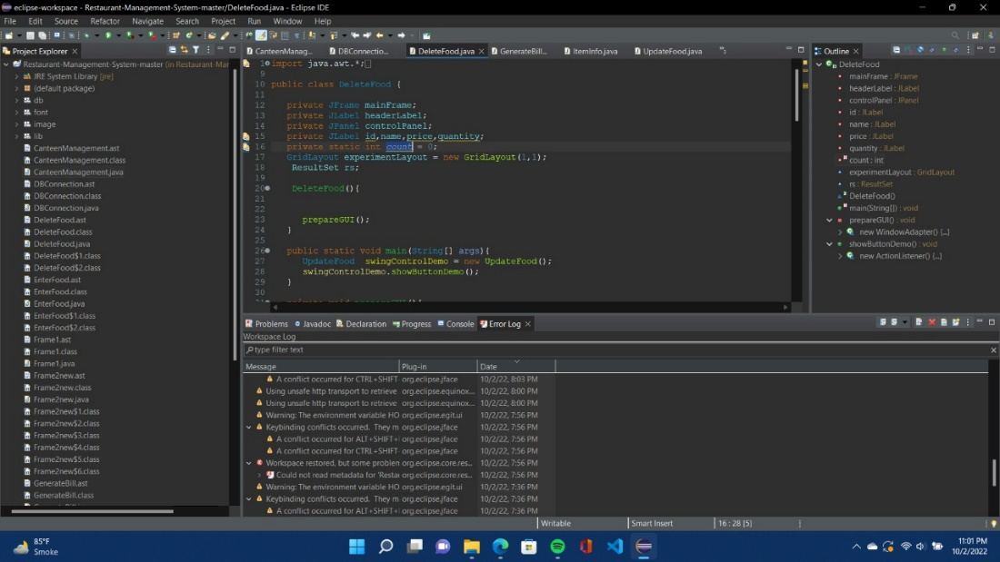 eclipse-workspace - Restaurant-Management-System-master/DeleteFood.java - Eclipse IDE
File Edit Source Refactor Navigate Search Project Run Window Help
Project Explorer
Restaurant-Management-System-master (in Restaurant-Mar
JRE System Library [jre]
(default package)
db
font
image
lib
CanteenManagement.ast
CanteenManagement.class
CanteenManagement.java
DBConnection.ast
DBConnection.class
DBConnection.java
DeleteFood.ast
DeleteFood.class
DeleteFood.java
DeleteFood$1.class
DeleteFood$2.class
EnterFood.ast
EnterFood.class
EnterFood.java
EnterFood$1.class
EnterFood$2.class
Frame1.ast
Frame1.class
Frame1.java
Frame2new.ast
Frame2new.class
Frame2new.java
Frame2new$1.class
Frame2new$2.class
Frame2new$3.class
Frame2new$4.class
Frame2new$5.class
Frame2new$6.class
GenerateBill.ast
GenerateBill.class
CanteenManag... DBConnectio... DeleteFood.java GenerateBill... ItemInfo.java UpdateFood.java
1 import java.awt.*;
9
10 public class DeleteFood {
11
12 private JFrame mainFrame;
13 private JLabel headerLabel;
14 private JPanel controlPanel;
15 private JLabel id,name,price,quantity;
16 private static int count = 0;
17 GridLayout experimentLayout = new GridLayout(1,1);
18 ResultSet rs;
19
20 DeleteFood(){
21
22
23 prepareGUI();
24 }
25
26 public static void main(String[] args){
27 UpdateFood swingControlDemo = new UpdateFood();
28 swingControlDemo.showButtonDemo();
29 }
30
Outline
DeleteFood
mainFrame : JFrame
headerLabel : JLabel
controlPanel : JPanel
id : JLabel
name : JLabel
price : JLabel
quantity : JLabel
count : int
experimentLayout : GridLayout
rs : ResultSet
DeleteFood()
main(String[]) : void
prepareGUI() : void
new WindowAdapter() {...}
showButtonDemo() : void
new ActionListener() {...}
Problems Javadoc Declaration Progress Console Error Log
Workspace Log
type filter text
Message Plug-in Date
A conflict occurred for CTRL+SHIFT org.eclipse.jface 10/2/22, 8:03 PM
Using unsafe http transport to retrieve org.eclipse.equinox... 10/2/22, 8:00 PM
Using unsafe http transport to retrieve org.eclipse.equinox... 10/2/22, 8:00 PM
Warning: The environment variable HO org.eclipse.egit.ui 10/2/22, 7:56 PM
Keybinding conflicts occurred. They m org.eclipse.jface 10/2/22, 7:56 PM
A conflict occurred for ALT+SHIFT+ org.eclipse.jface 10/2/22, 7:56 PM
A conflict occurred for CTRL+SHIFT org.eclipse.jface 10/2/22, 7:56 PM
Workspace restored, but some problem org.eclipse.core.res... 10/2/22, 7:56 PM
Could not read metadata for 'Restau org.eclipse.core.res... 10/2/22, 7:56 PM
Warning: The environment variable HO org.eclipse.egit.ui 10/2/22, 7:36 PM
Keybinding conflicts occurred. They m org.eclipse.jface 10/2/22, 7:36 PM
A conflict occurred for ALT+SHIFT+ org.eclipse.jface 10/2/22, 7:36 PM
Writable Smart Insert 16 : 28 [5]
85°F
Smoke
11:01 PM
10/2/2022